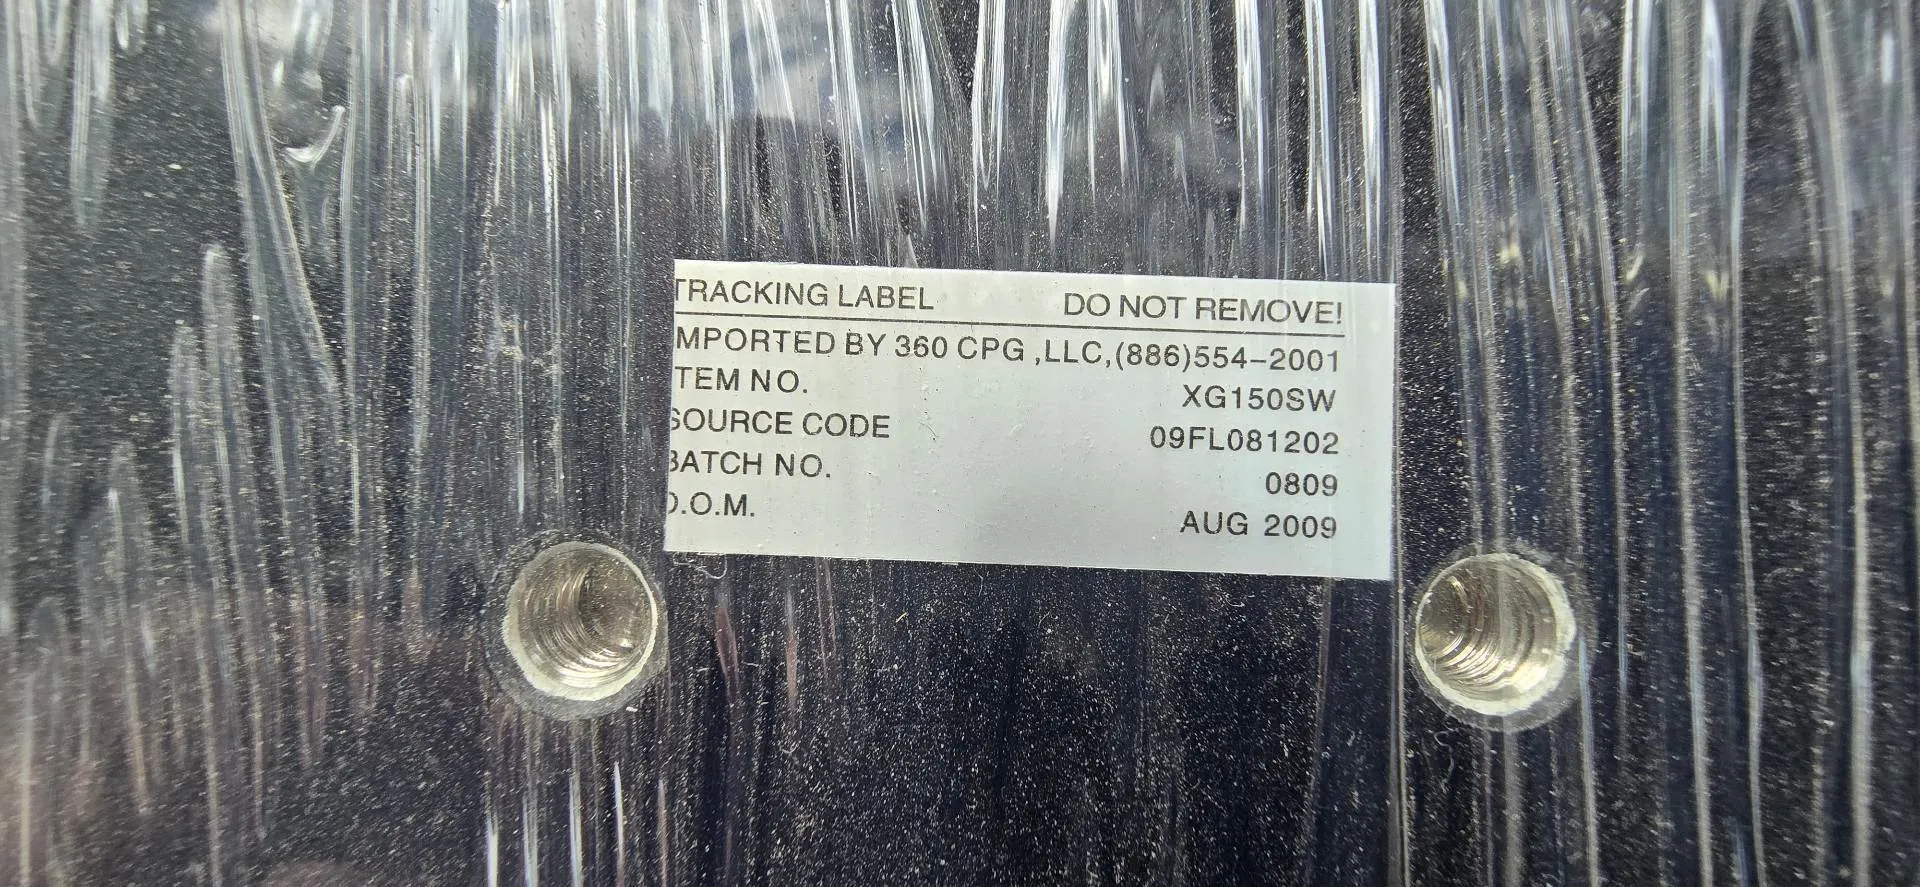 TRACKING LABEL DO NOT REMOVE!
MPORTED BY 360 CPG ,LLC,(886)554-2001
TEM NO. XG150SW
SOURCE CODE 09FL081202
BATCH NO. 0809
D.O.M. AUG 2009